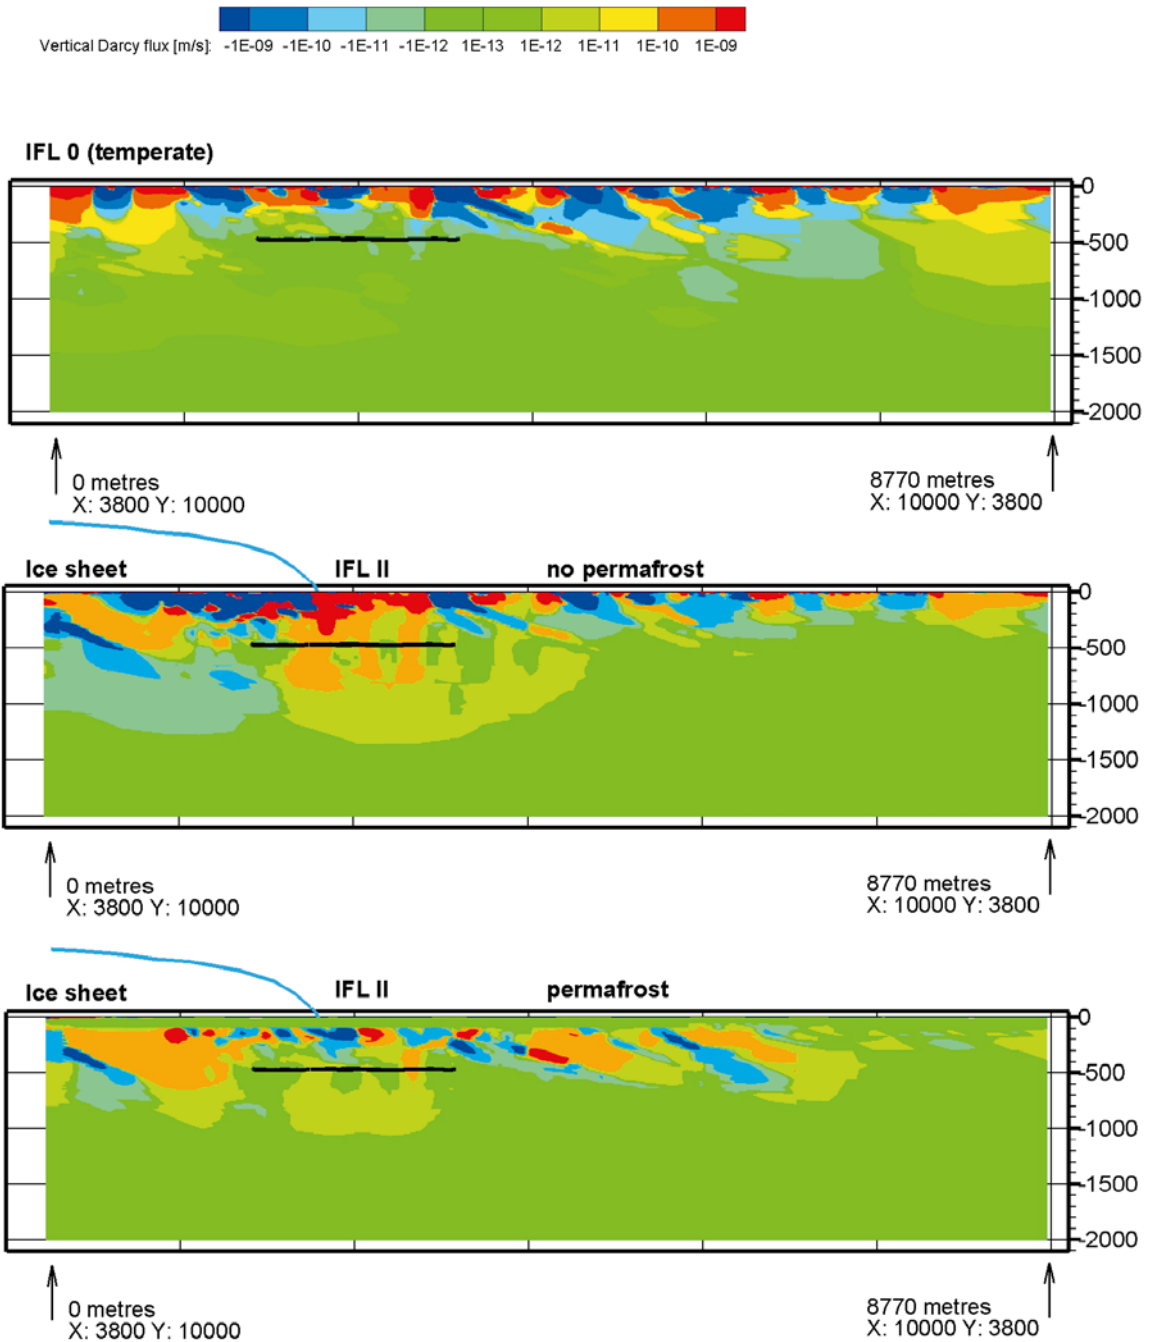 Vertical Darcy flux [m/s]: -1E-09 -1E-10 -1E-11 -1E-12 1E-13 1E-12 1E-11 1E-10 1E-09
IFL 0 (temperate)
0
-500
-1000
-1500
-2000
0 metres
X: 3800 Y: 10000
8770 metres
X: 10000 Y: 3800
Ice sheet IFL II no permafrost
0
-500
-1000
-1500
-2000
0 metres
X: 3800 Y: 10000
8770 metres
X: 10000 Y: 3800
Ice sheet IFL II permafrost
0
-500
-1000
-1500
-2000
0 metres
X: 3800 Y: 10000
8770 metres
X: 10000 Y: 3800